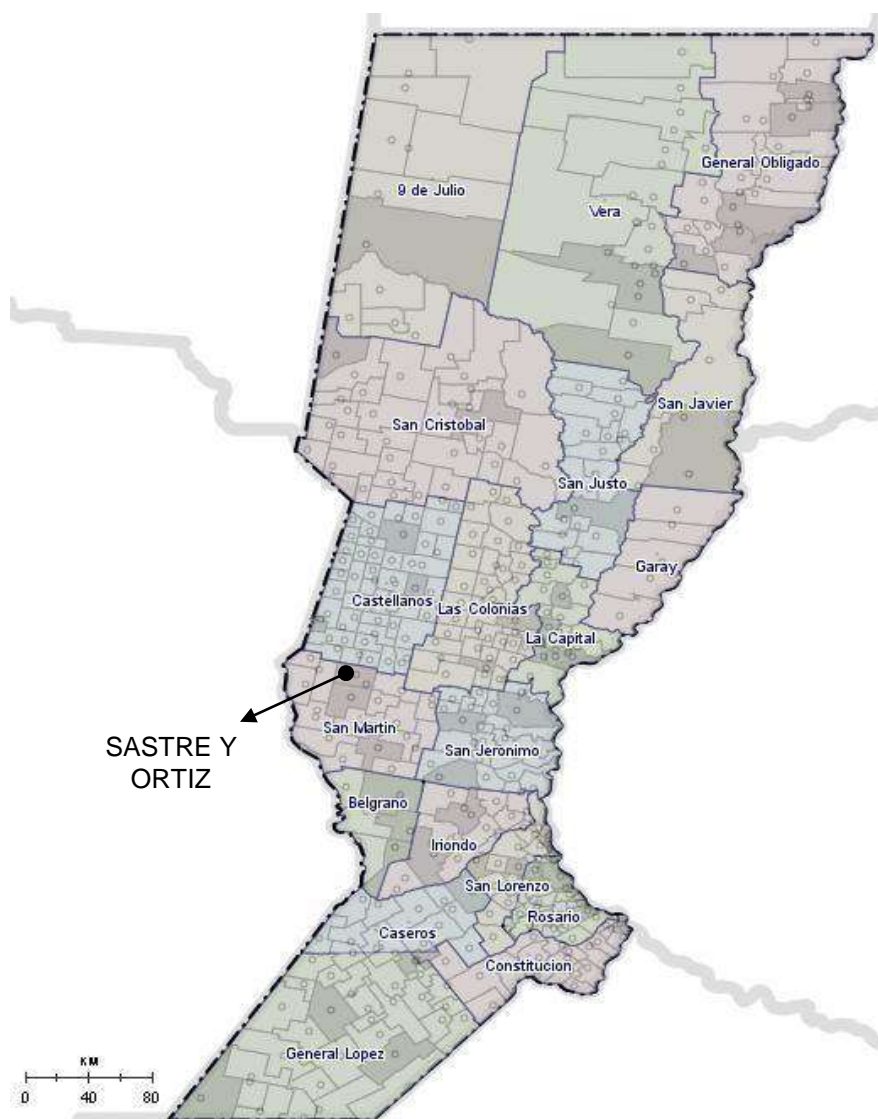 General Obligado
9 de Julio
Vera
San Javier
San Cristobal
San Justo
Garay
Castellanos
Las Colonias
La Capital
SASTRE Y
ORTIZ
San Martin
San Jeronimo
Belgrano
Iriondo
San Lorenzo
Rosario
Caseros
Constitucion
General Lopez
KM
0 40 80